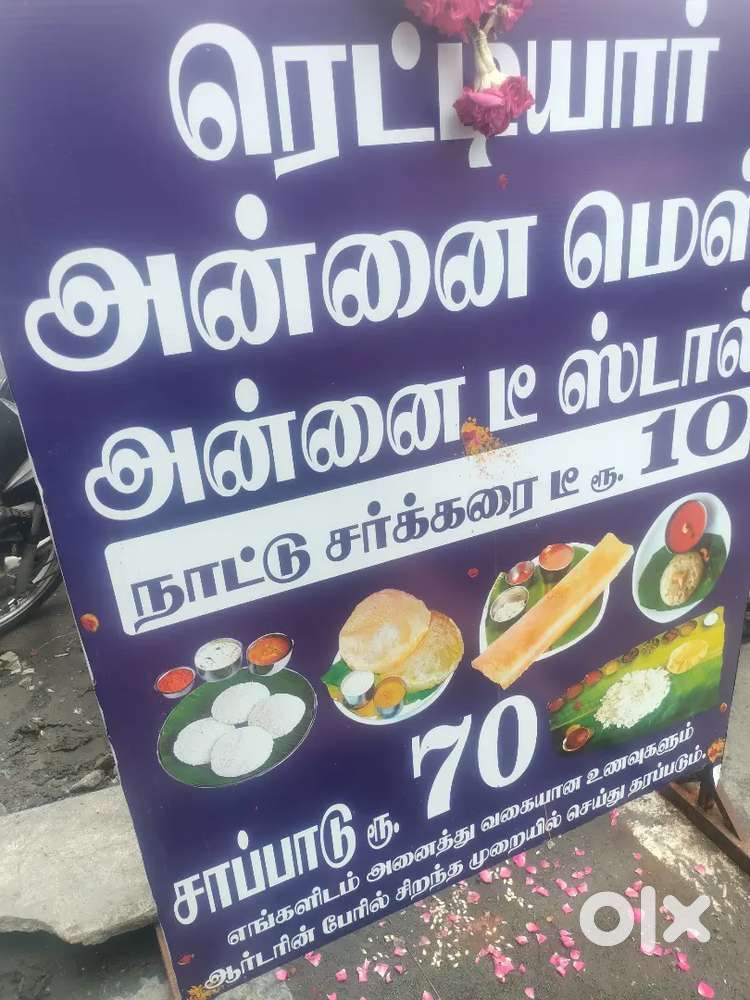 ரெட்டியார்
அன்னை மெஸ்
அன்னை டீ ஸ்டால்
நாட்டு சர்க்கரை டீ ரூ. 10
சாப்பாடு ரூ. 70
எங்களிடம் அனைத்து வகையான உணவுகளும்
ஆர்டரின் பேரில் சிறந்த முறையில் செய்து தரப்படும்.
olx